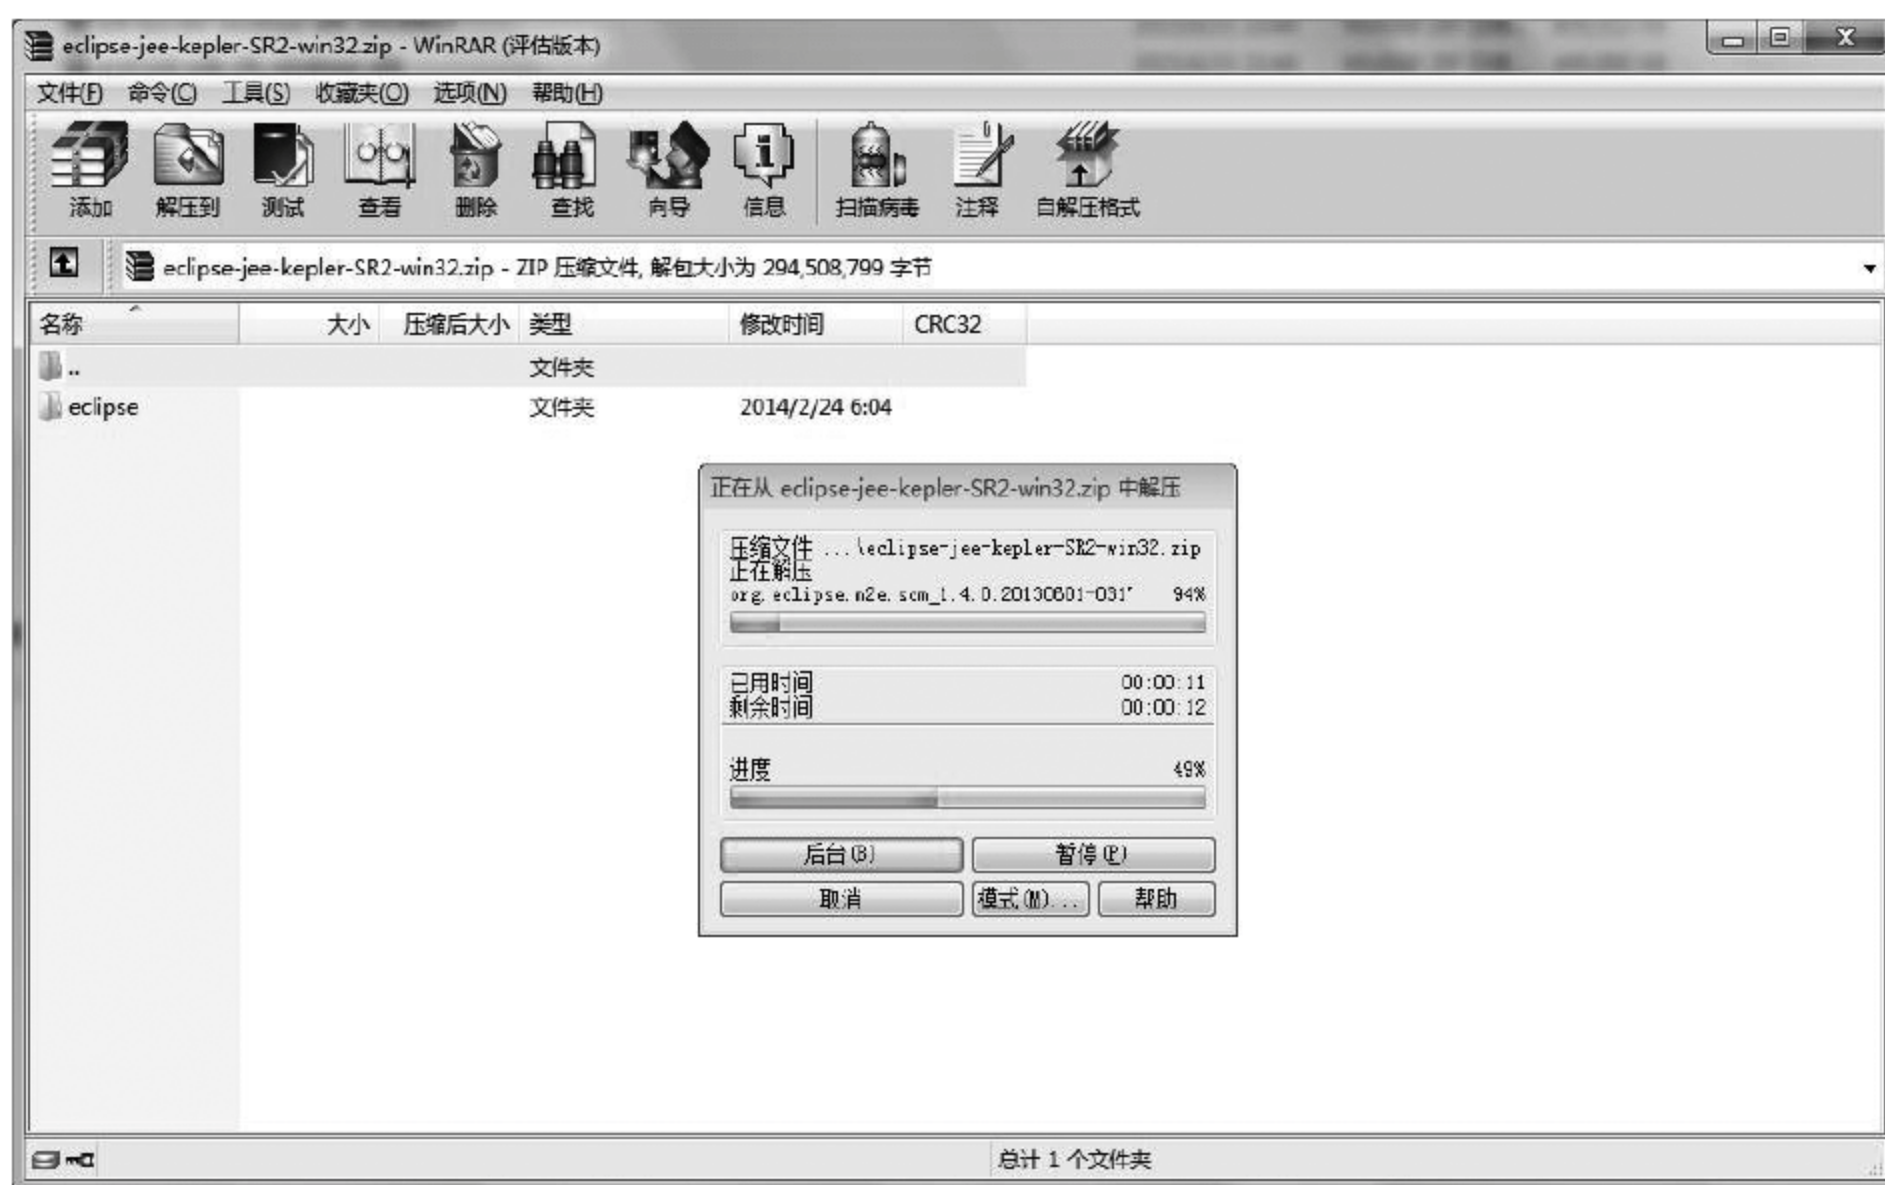 eclipse-jee-kepler-SR2-win32.zip - WinRAR (评估版本)
文件(F) 命令(C) 工具(S) 收藏夹(O) 选项(N) 帮助(H)
添加 解压到 测试 查看 删除 查找 向导 信息 扫描病毒 注释 自解压格式
eclipse-jee-kepler-SR2-win32.zip - ZIP 压缩文件, 解包大小为 294,508,799 字节
名称 大小 压缩后大小 类型 修改时间 CRC32
.. 文件夹
eclipse 文件夹 2014/2/24 6:04
正在从 eclipse-jee-kepler-SR2-win32.zip 中解压
压缩文件 ...\eclipse-jee-kepler-SR2-win32.zip
正在解压
org.eclipse.m2e.scm_1.4.0.20130601-031 94%
已用时间 00:00:11
剩余时间 00:00:12
进度 49%
后台(B) 暂停(P)
取消 模式(M)... 帮助
总计 1 个文件夹